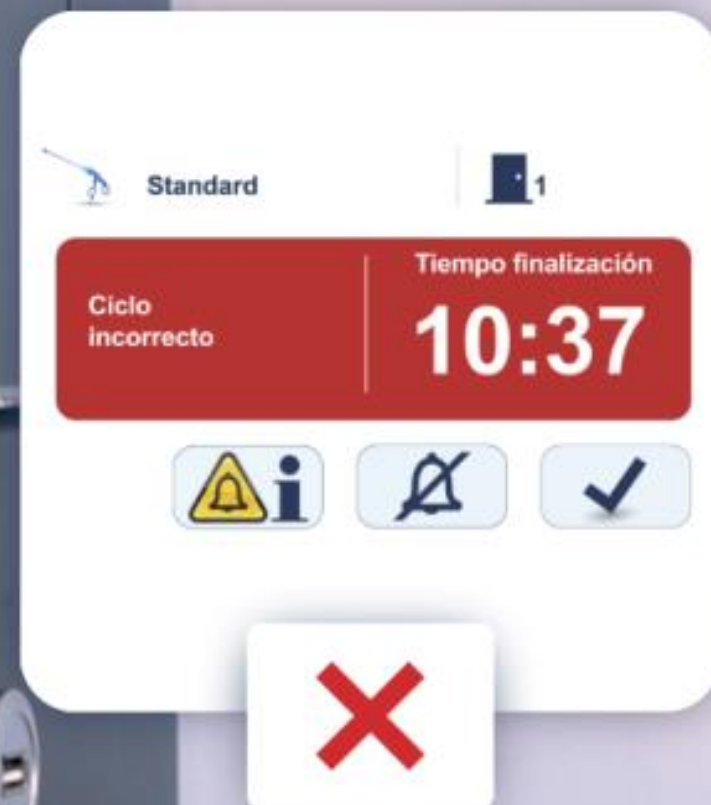 Standard
1
Ciclo
incorrecto
Tiempo finalización
10:37